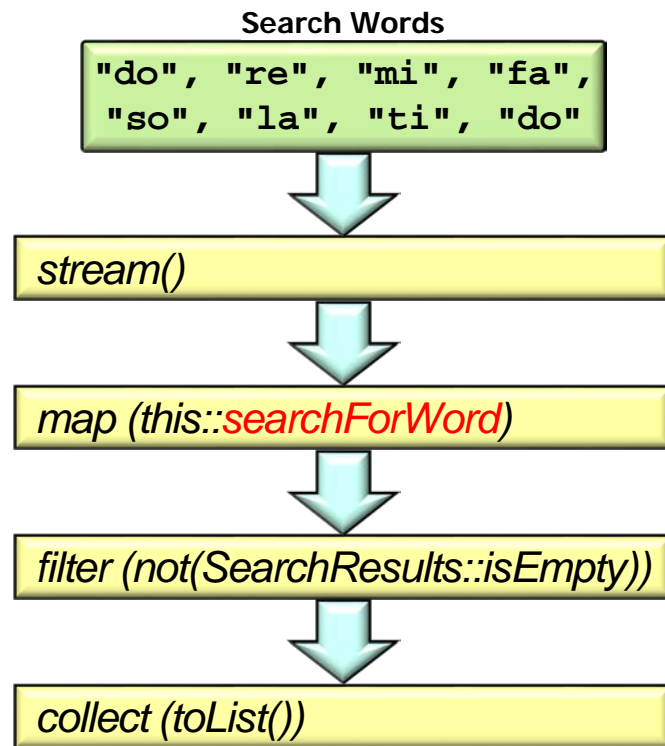 Search Words
"do", "re", "mi", "fa",
"so", "la", "ti", "do"
stream()
map (this::searchForWord)
filter (not(SearchResults::isEmpty))
collect (toList())